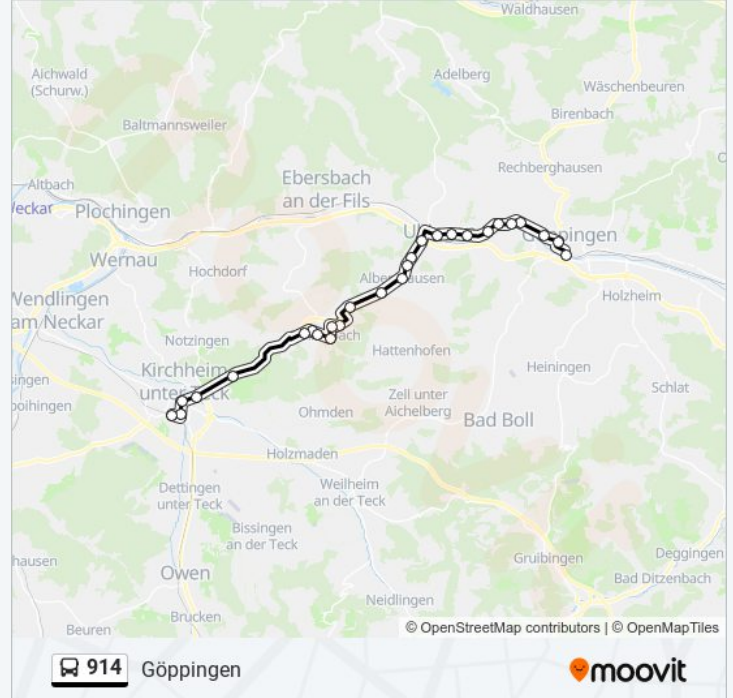 Wäldhausen
Aichwald
(Schurw.)
Adelberg
Wäschenbeuren
Birenbach
Baltmannsweiler
Rechberghausen
Ebersbach
an der Fils
Altbach
Plochingen
Wernau
Hochdorf
Göppingen
Holzheim
Wendlingen
am Neckar
Notzingen
Hattenhofen
Kirchheim
unter Teck
Heiningen
Schlat
Zell unter
Aichelberg
Ohmden
Bad Boll
Holzmaden
Weilheim
an der Teck
Dettingen
unter Teck
Bissingen
an der Teck
Gruibingen
Deggingen
Bad Ditzenbach
Owen
Neidlingen
Brucken
Beuren
© OpenStreetMap contributors | © OpenMapTiles
914 Göppingen
moovit